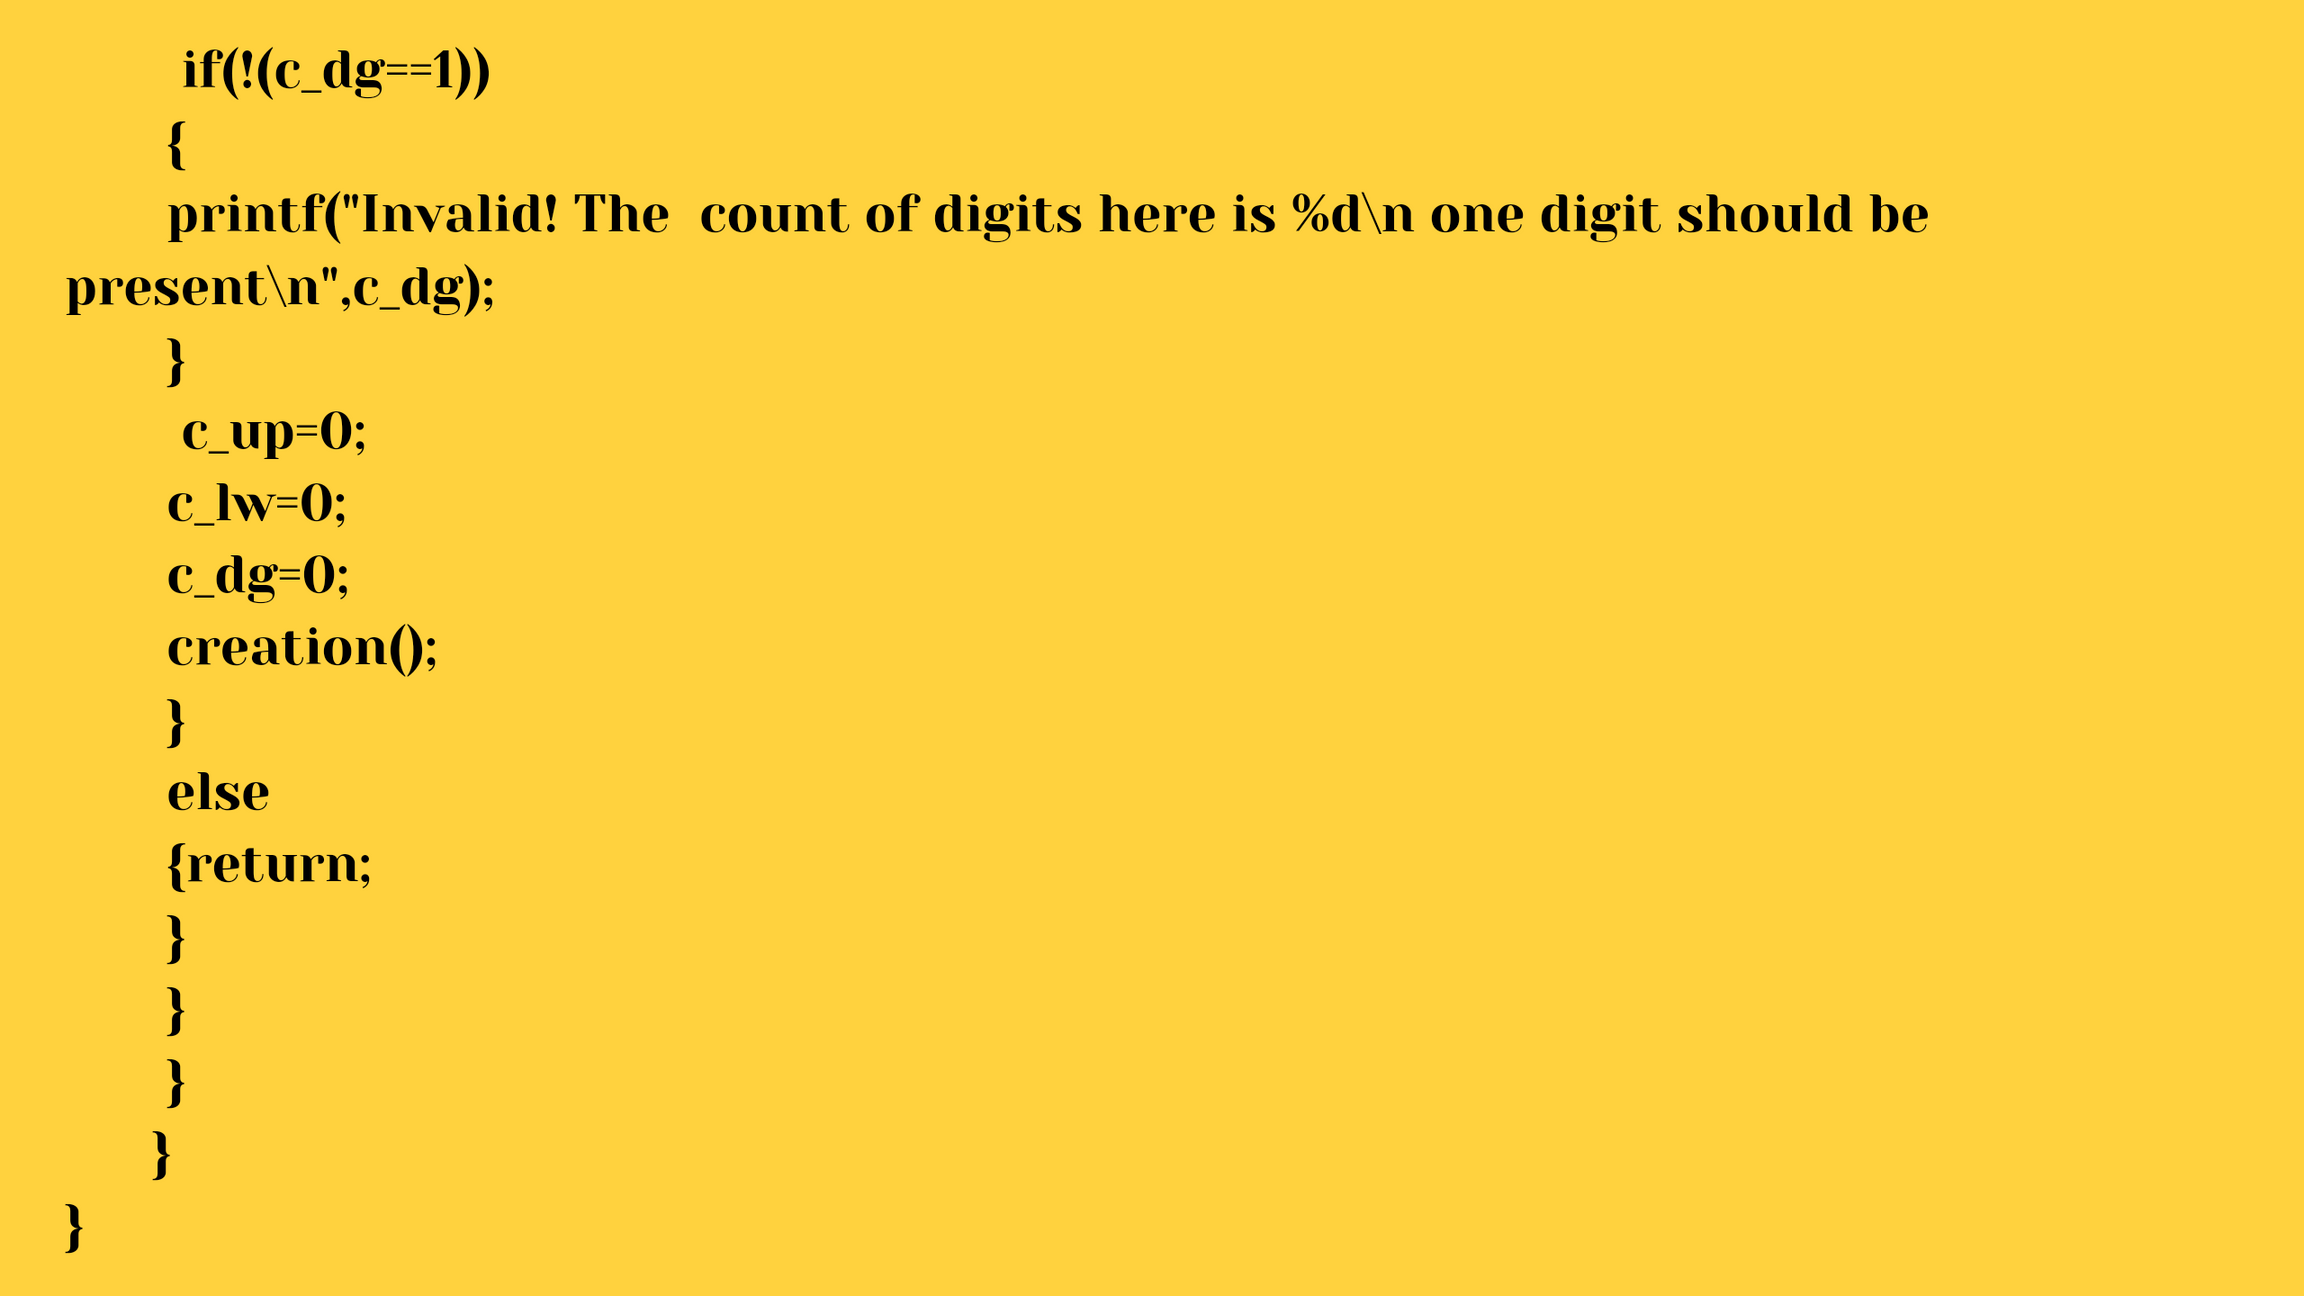 if(!(c_dg==1))
{
printf("Invalid! The  count of digits here is %d\n one digit should be
present\n",c_dg);
}
c_up=0;
c_lw=0;
c_dg=0;
creation();
}
else
{return;
}
}
}
}
}